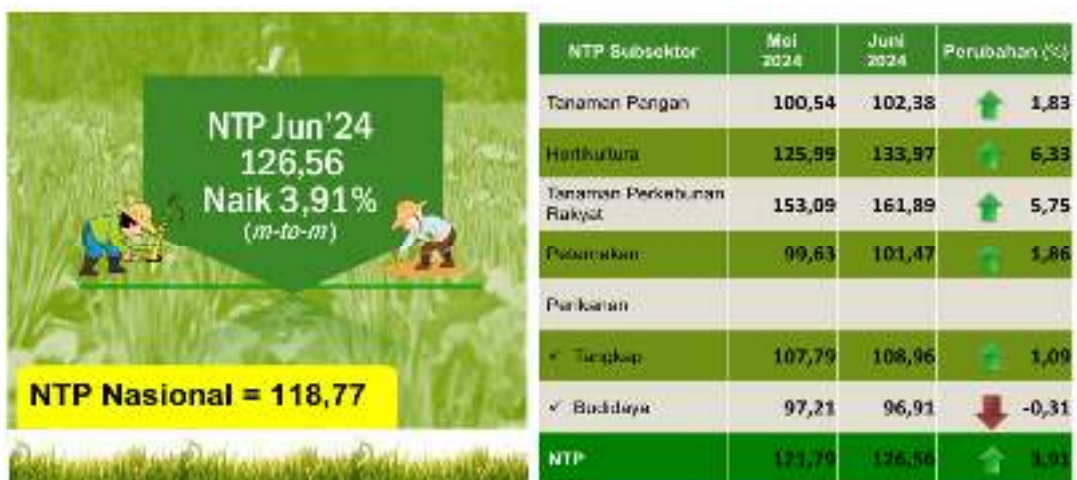 NTP Jun'24
126,56
Naik 3,91%
(m-to-m)
NTP Nasional = 118,77
NTP Subsektor Mei 2024 Juni 2024 Perubahan (%)
Tanaman Pangan 100,54 102,38 1,83
Hortikultura 125,99 133,97 6,33
Tanaman Perkebunan Rakyat 153,09 161,89 5,75
Peternakan 99,63 101,47 1,86
Perikanan
✓ Tangkap 107,79 108,96 1,09
✓ Budidaya 97,21 96,91 -0,31
NTP 121,79 126,56 3,91